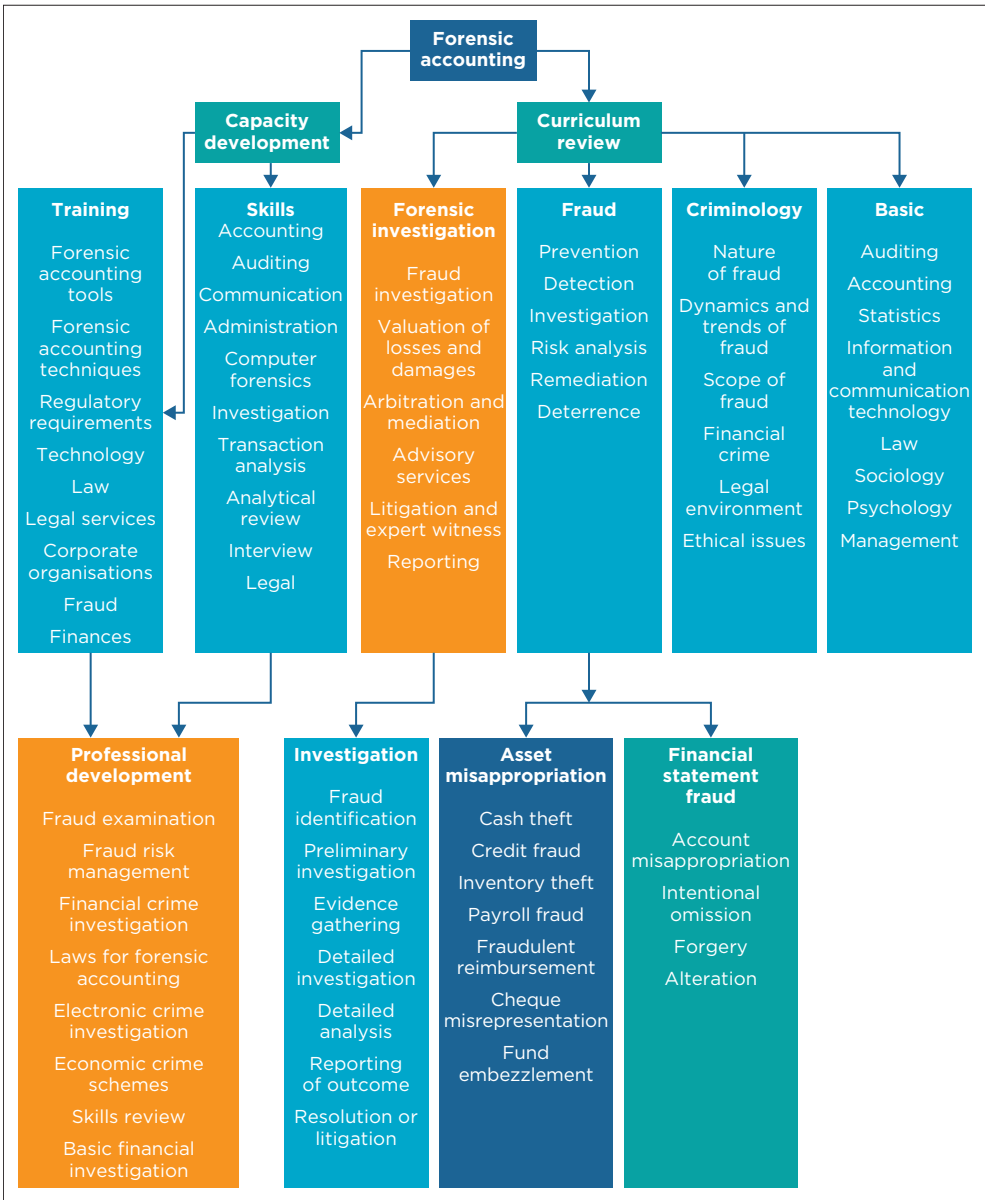 Forensic
accounting
Capacity
development
Curriculum
review
Training
Forensic
accounting
tools
Forensic
accounting
techniques
Regulatory
requirements
Technology
Law
Legal services
Corporate
organisations
Fraud
Finances
Skills
Accounting
Auditing
Communication
Administration
Computer
forensics
Investigation
Transaction
analysis
Analytical
review
Interview
Legal
Forensic
investigation
Fraud
investigation
Valuation of
losses and
damages
Arbitration and
mediation
Advisory
services
Litigation and
expert witness
Reporting
Fraud
Prevention
Detection
Investigation
Risk analysis
Remediation
Deterrence
Criminology
Nature
of fraud
Dynamics and
trends of
fraud
Scope of
fraud
Financial
crime
Legal
environment
Ethical issues
Basic
Auditing
Accounting
Statistics
Information
and
communication
technology
Law
Sociology
Psychology
Management
Professional
development
Fraud examination
Fraud risk
management
Financial crime
investigation
Laws for forensic
accounting
Electronic crime
investigation
Economic crime
schemes
Skills review
Basic financial
investigation
Investigation
Fraud
identification
Preliminary
investigation
Evidence
gathering
Detailed
investigation
Detailed
analysis
Reporting
of outcome
Resolution or
litigation
Asset
misappropriation
Cash theft
Credit fraud
Inventory theft
Payroll fraud
Fraudulent
reimbursement
Cheque
misrepresentation
Fund
embezzlement
Financial
statement
fraud
Account
misappropriation
Intentional
omission
Forgery
Alteration